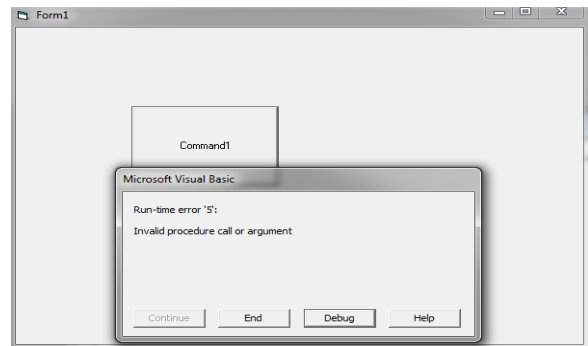 Form1
Command1
Microsoft Visual Basic
Run-time error '5':
Invalid procedure call or argument
Continue End Debug Help